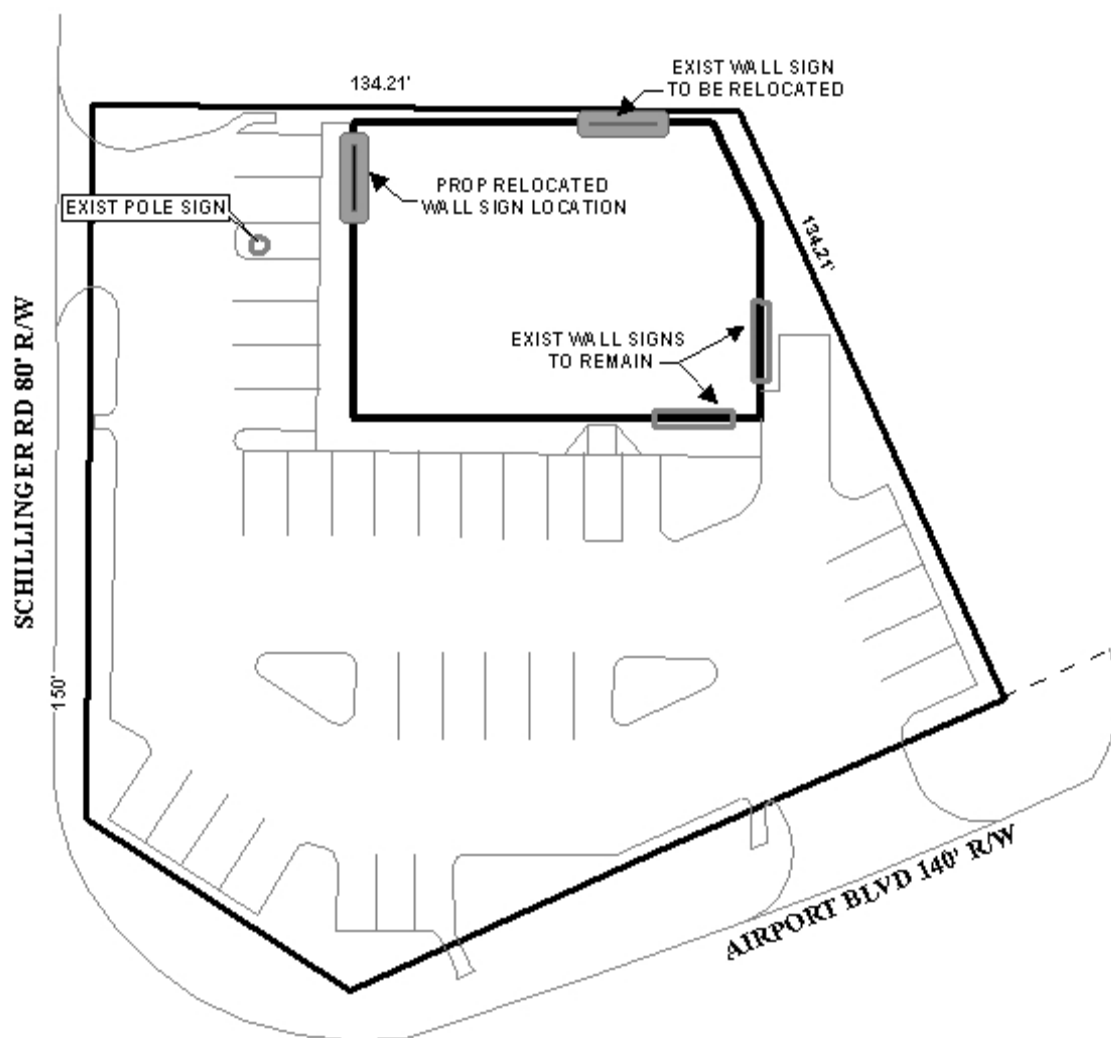 134.21'
EXIST WALL SIGN
TO BE RELOCATED
PROP RELOCATED
WALL SIGN LOCATION
EXIST POLE SIGN
134.21'
EXIST WALL SIGNS
TO REMAIN
SCHILLINGER RD 80' R/W
150'
AIRPORT BLVD 140' R/W